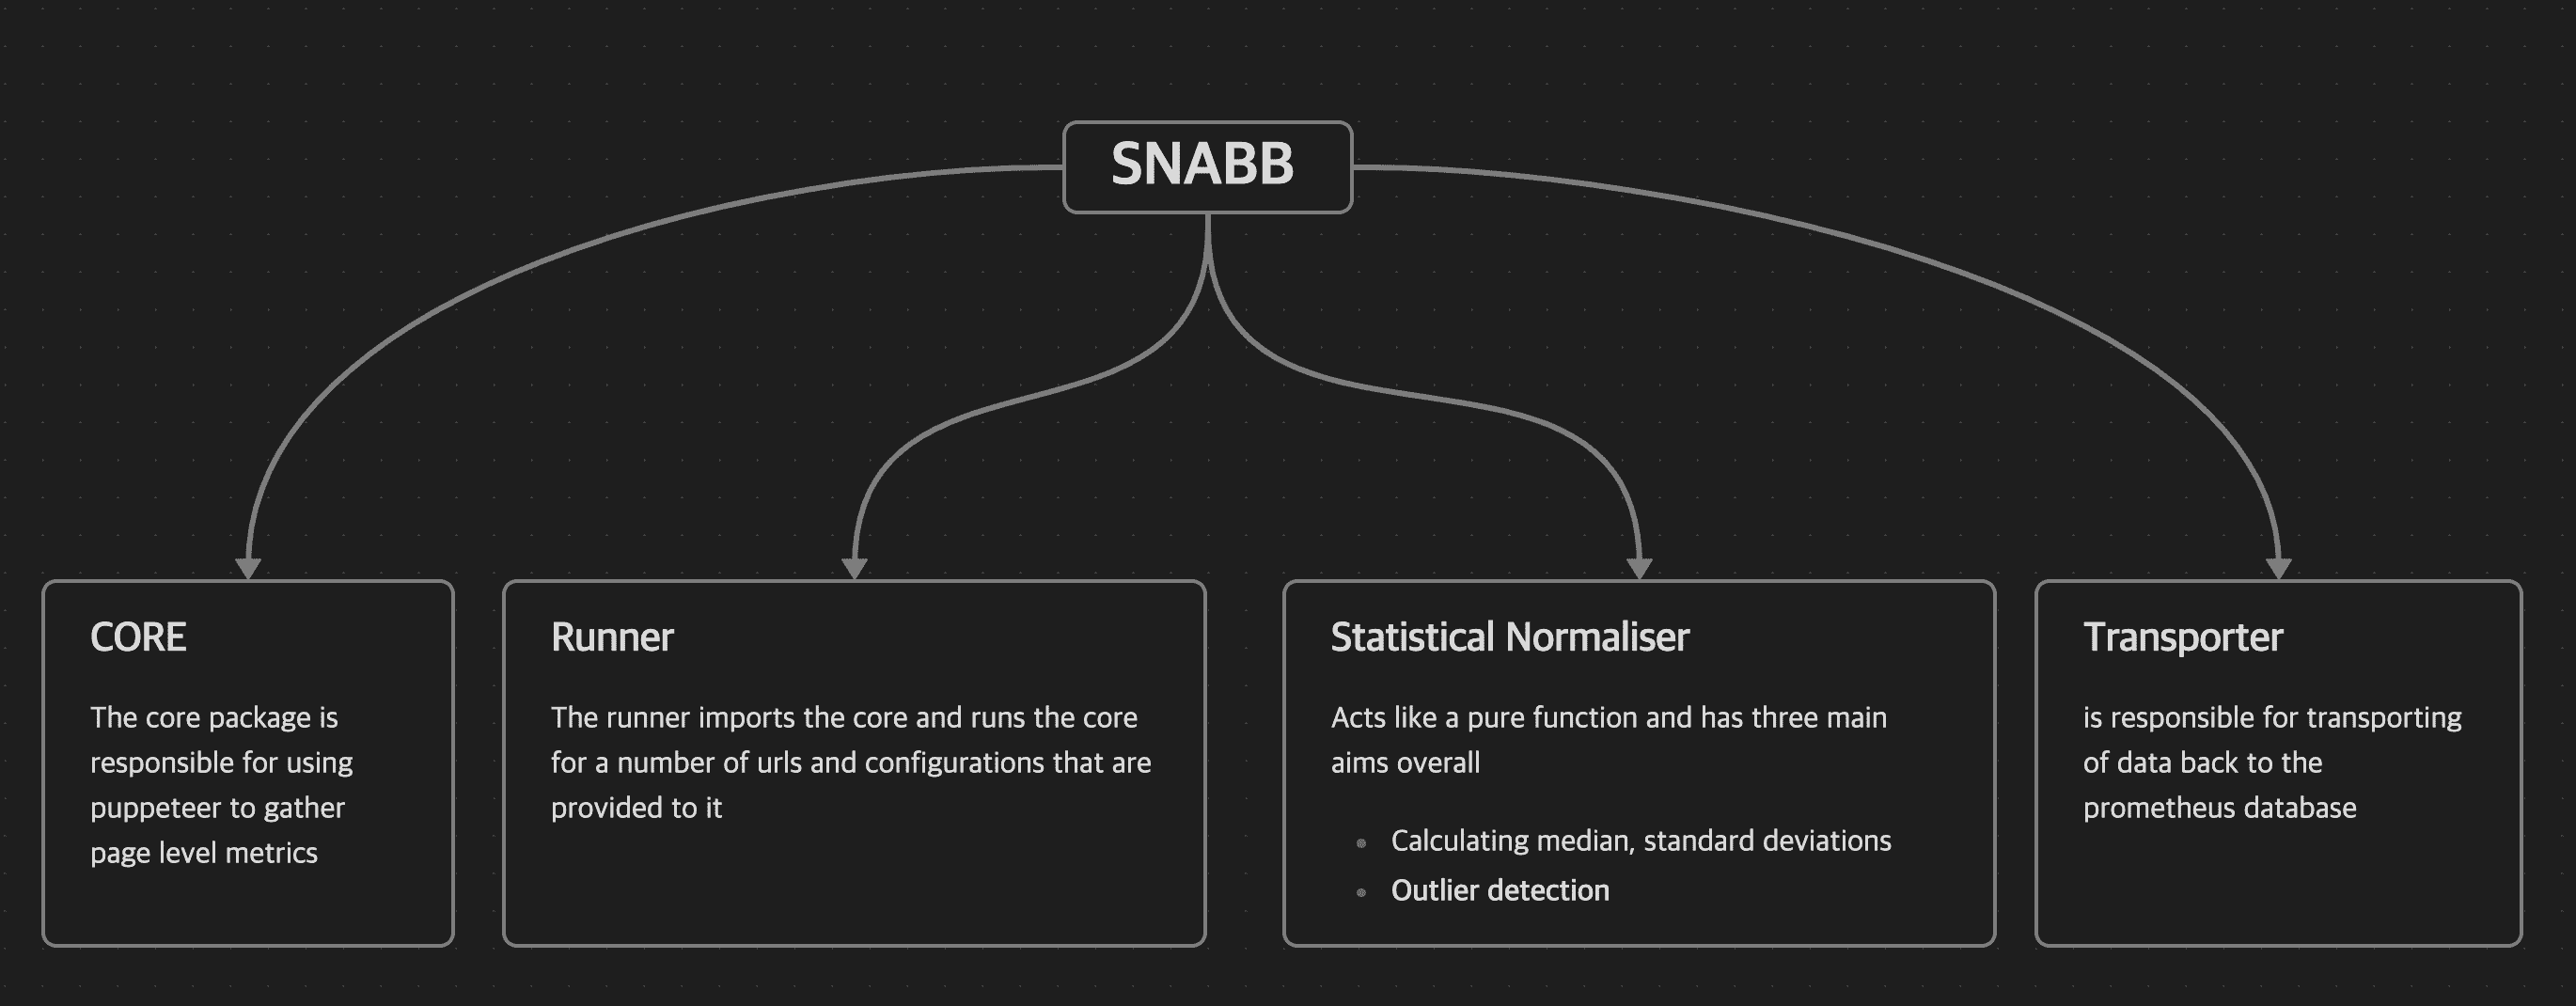 SNABB
CORE
The core package is
responsible for using
puppeteer to gather
page level metrics
Runner
The runner imports the core and runs the core
for a number of urls and configurations that are
provided to it
Statistical Normaliser
Acts like a pure function and has three main
aims overall
Calculating median, standard deviations
Outlier detection
Transporter
is responsible for transporting
of data back to the
prometheus database